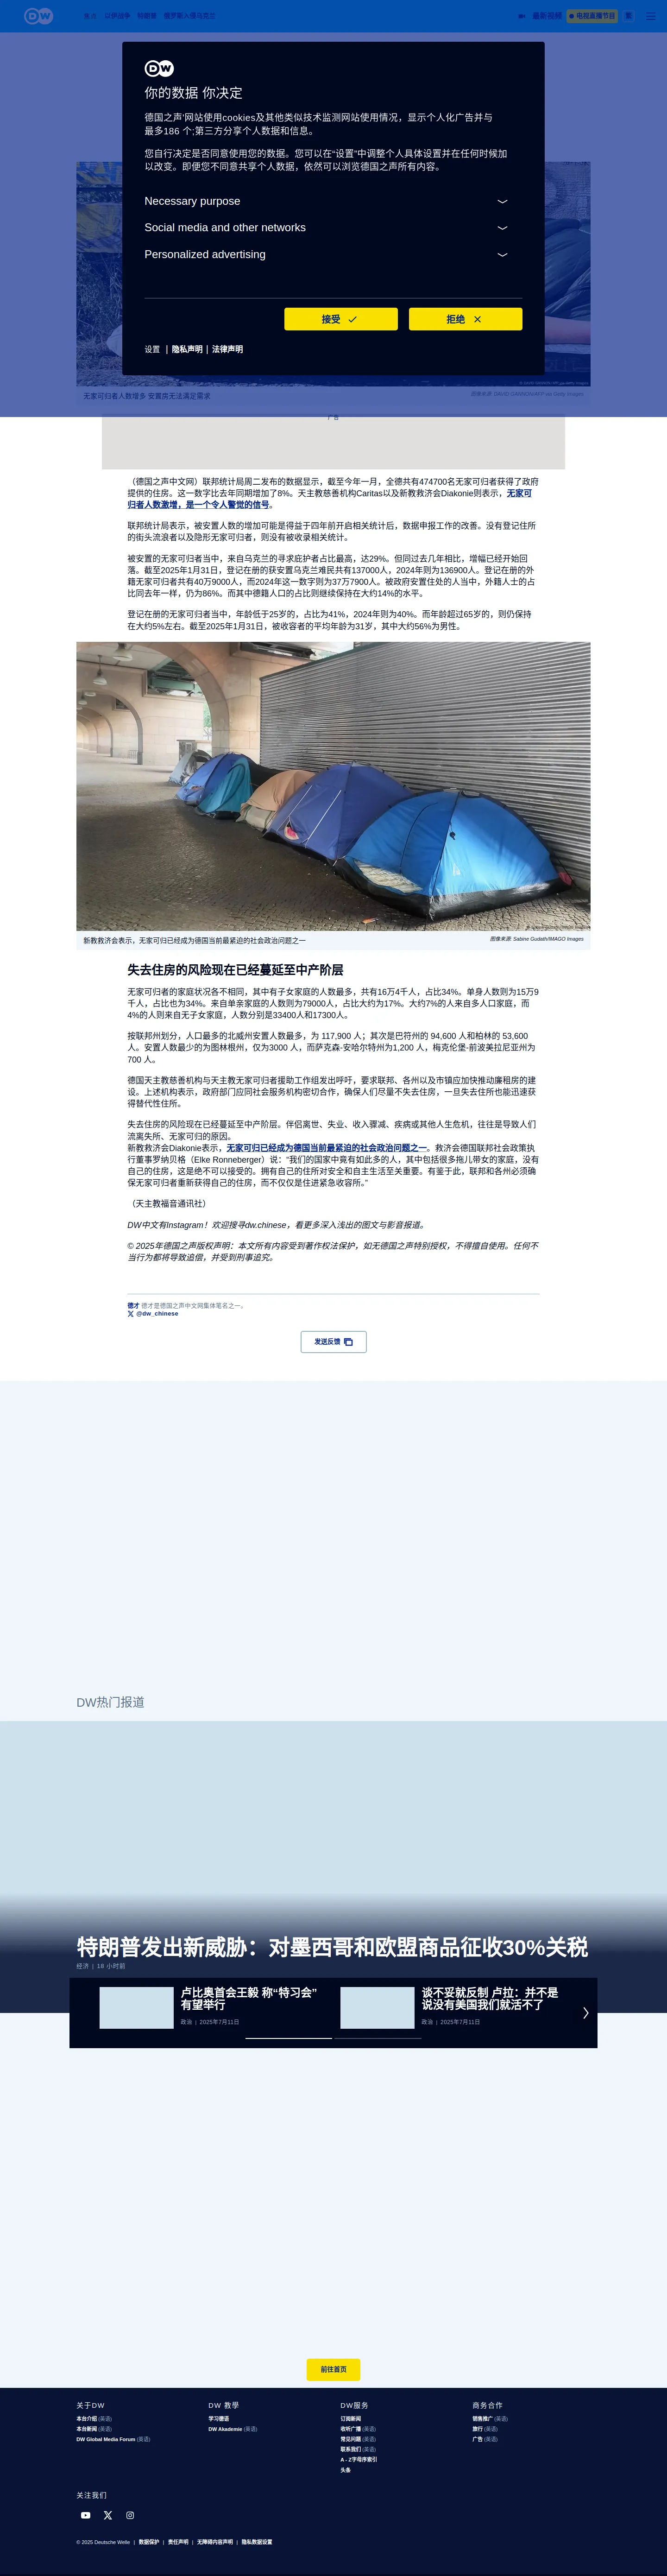 DW
你的数据 你决定
德国之声'网站使用cookies及其他类似技术监测网站使用情况，显示个人化广告并与
最多186 个;第三方分享个人数据和信息。
您自行决定是否同意使用您的数据。您可以在“设置”中调整个人具体设置并在任何时候加
以改变。即便您不同意共享个人数据，依然可以浏览德国之声所有内容。
Necessary purpose
Social media and other networks
Personalized advertising
接受
拒绝
设置 | 隐私声明 | 法律声明
最新视频
电视直播节目
无家可归者人数增多 安置房无法满足需求
广告
（德国之声中文网）联邦统计局周二发布的数据显示，截至今年一月，全德共有474700名无家可归者获得了政府
提供的住房。这一数字比去年同期增加了8%。天主教慈善机构Caritas以及新教救济会Diakonie则表示，无家可
归者人数激增，是一个令人警觉的信号。
联邦统计局表示，被安置人数的增加可能是得益于四年前开启相关统计后，数据申报工作的改善。没有登记住所
的街头流浪者以及隐形无家可归者，则没有被收录相关统计。
被安置的无家可归者当中，来自乌克兰的寻求庇护者占比最高，达29%。但同过去几年相比，增幅已经开始回
落。截至2025年1月31日，登记在册的获安置乌克兰难民共有137000人，2024年则为136900人。登记在册的外
籍无家可归者共有40万9000人，而2024年这一数字则为37万7900人。被政府安置住处的人当中，外籍人士的占
比同去年一样，仍为86%。而其中德籍人口的占比则继续保持在大约14%的水平。
登记在册的无家可归者当中，年龄低于25岁的，占比为41%，2024年则为40%。而年龄超过65岁的，则仍保持
在大约5%左右。截至2025年1月31日，被收容者的平均年龄为31岁，其中大约56%为男性。
新教救济会表示，无家可归已经成为德国当前最紧迫的社会政治问题之一
图像来源: Sabine Gudath/IMAGO Images
失去住房的风险现在已经蔓延至中产阶层
无家可归者的家庭状况各不相同，其中有子女家庭的人数最多，共有16万4千人，占比34%。单身人数则为15万9
千人，占比也为34%。来自单亲家庭的人数则为79000人，占比大约为17%。大约7%的人来自多人口家庭，而
4%的人则来自无子女家庭，人数分别是33400人和17300人。
按联邦州划分，人口最多的北威州安置人数最多，为 117,900 人；其次是巴符州的 94,600 人和柏林的 53,600
人。安置人数最少的为图林根州，仅为3000 人，而萨克森-安哈尔特州为1,200 人，梅克伦堡-前波美拉尼亚州为
700 人。
德国天主教慈善机构与天主教无家可归者援助工作组发出呼吁，要求联邦、各州以及市镇应加快推动廉租房的建
设。上述机构表示，政府部门应同社会服务机构密切合作，确保人们尽量不失去住房，一旦失去住所也能迅速获
得替代性住所。
失去住房的风险现在已经蔓延至中产阶层。伴侣离世、失业、收入骤减、疾病或其他人生危机，往往是导致人们
流离失所、无家可归的原因。
新教救济会Diakonie表示，无家可归已经成为德国当前最紧迫的社会政治问题之一。救济会德国联邦社会政策执
行董事罗纳贝格（Elke Ronneberger）说：“我们的国家中竟有如此多的人，其中包括很多拖儿带女的家庭，没有
自己的住房，这是绝不可以接受的。拥有自己的住所对安全和自主生活至关重要。有鉴于此，联邦和各州必须确
保无家可归者重新获得自己的住房，而不仅仅是住进紧急收容所。”
（天主教福音通讯社）
DW中文有Instagram！欢迎搜寻dw.chinese，看更多深入浅出的图文与影音报道。
© 2025年德国之声版权声明：本文所有内容受到著作权法保护，如无德国之声特别授权，不得擅自使用。任何不
当行为都将导致追偿，并受到刑事追究。
德才 德才是德国之声中文网集体笔名之一。
@dw_chinese
发送反馈
DW热门报道
特朗普发出新威胁：对墨西哥和欧盟商品征收30%关税
经济 | 18 小时前
卢比奥首会王毅 称“特习会”
有望举行
政治 | 2025年7月11日
谈不妥就反制 卢拉：并不是
说没有美国我们就活不了
政治 | 2025年7月11日
前往首页
关于DW
本台介绍 (英语)
本台新闻 (英语)
DW Global Media Forum (英语)
DW 教學
学习德语
DW Akademie (英语)
DW服务
订阅新闻
收听广播 (英语)
常见问题 (英语)
联系我们 (英语)
A - Z字母序索引
头条
商务合作
销售推广 (英语)
旅行 (英语)
广告 (英语)
关注我们
© 2025 Deutsche Welle | 数据保护 | 责任声明 | 无障碍内容声明 | 隐私数据设置